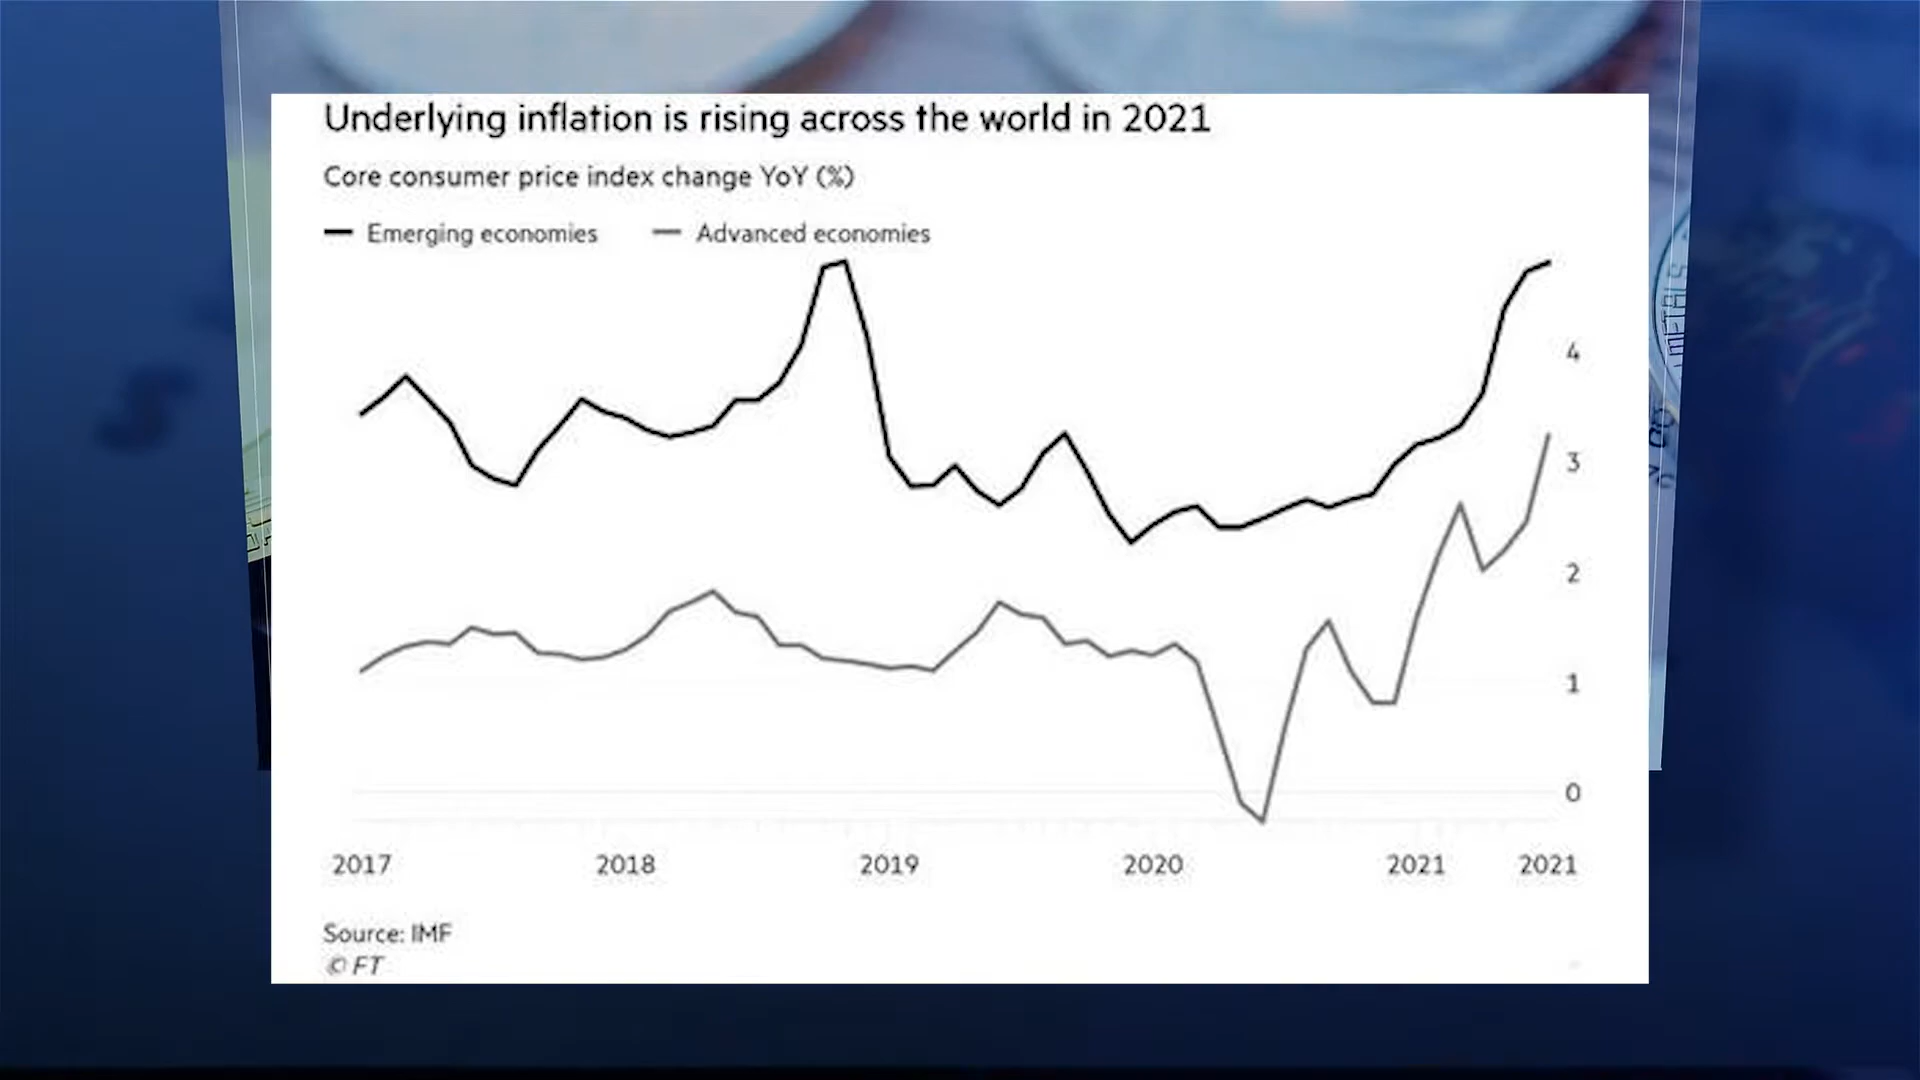 Underlying inflation is rising across the world in 2021
Core consumer price index change YoY (%)
Emerging economies Advanced economies
4
3
2
1
0
2017 2018 2019 2020 2021 2021
Source: IMF
© FT